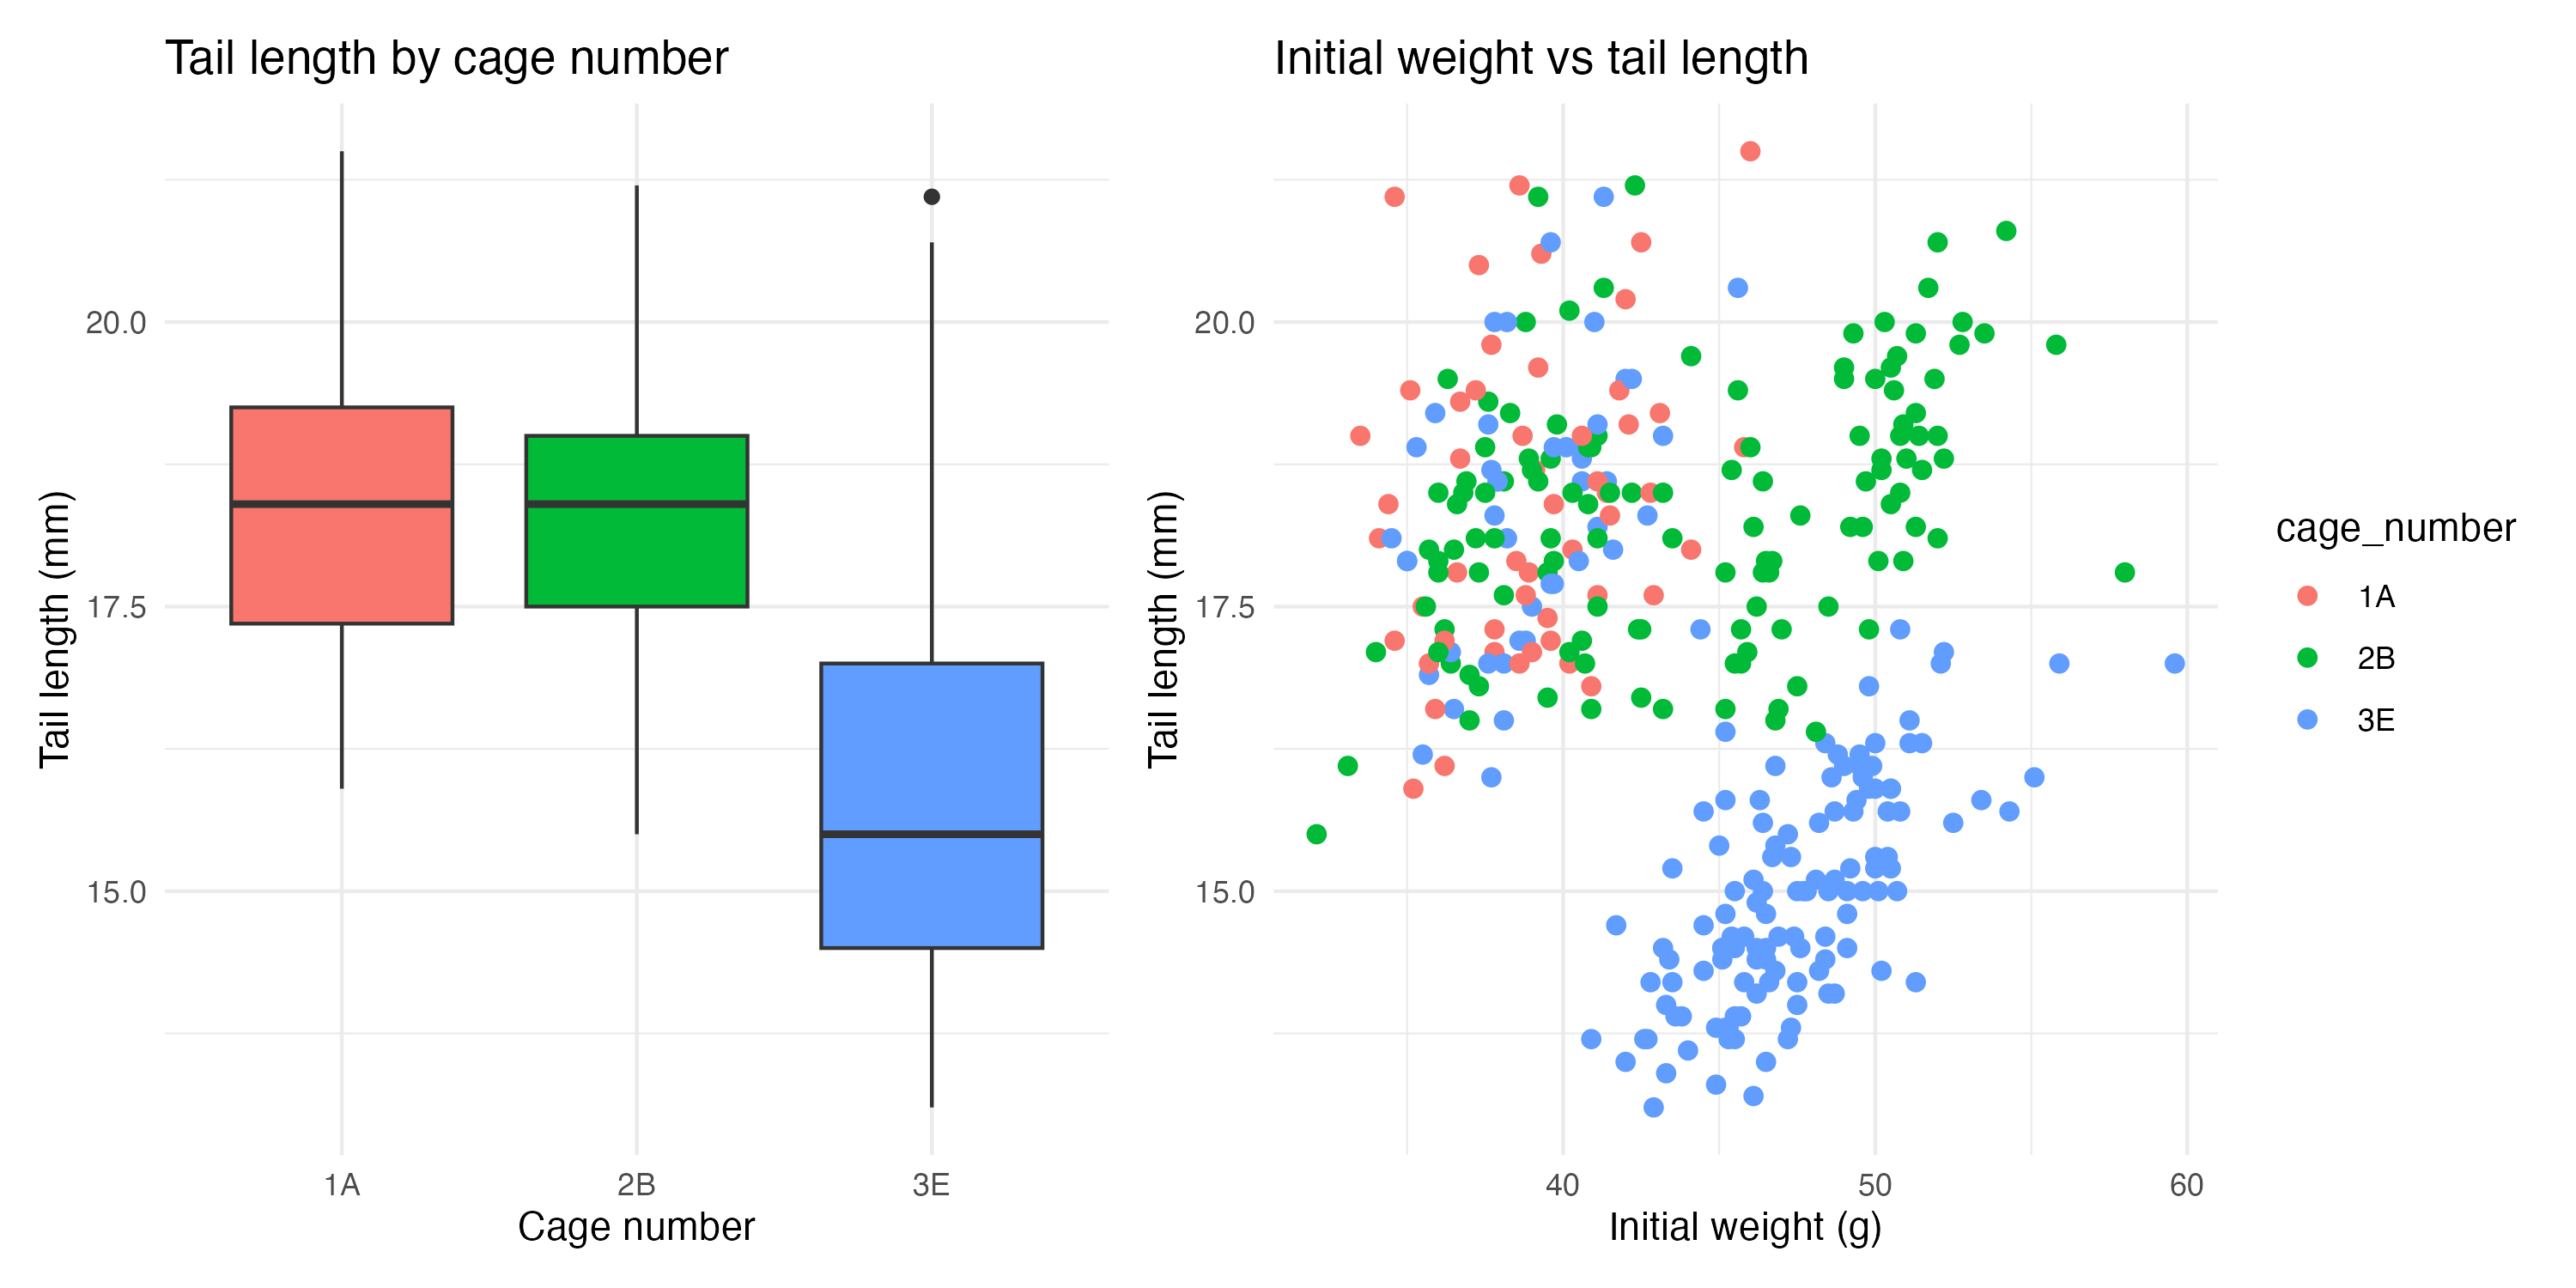 Tail length by cage number
Tail length (mm)
20.0
17.5
15.0
1A
2B
3E
Cage number
Initial weight vs tail length
Tail length (mm)
20.0
17.5
15.0
40
50
60
Initial weight (g)
cage_number
1A
2B
3E